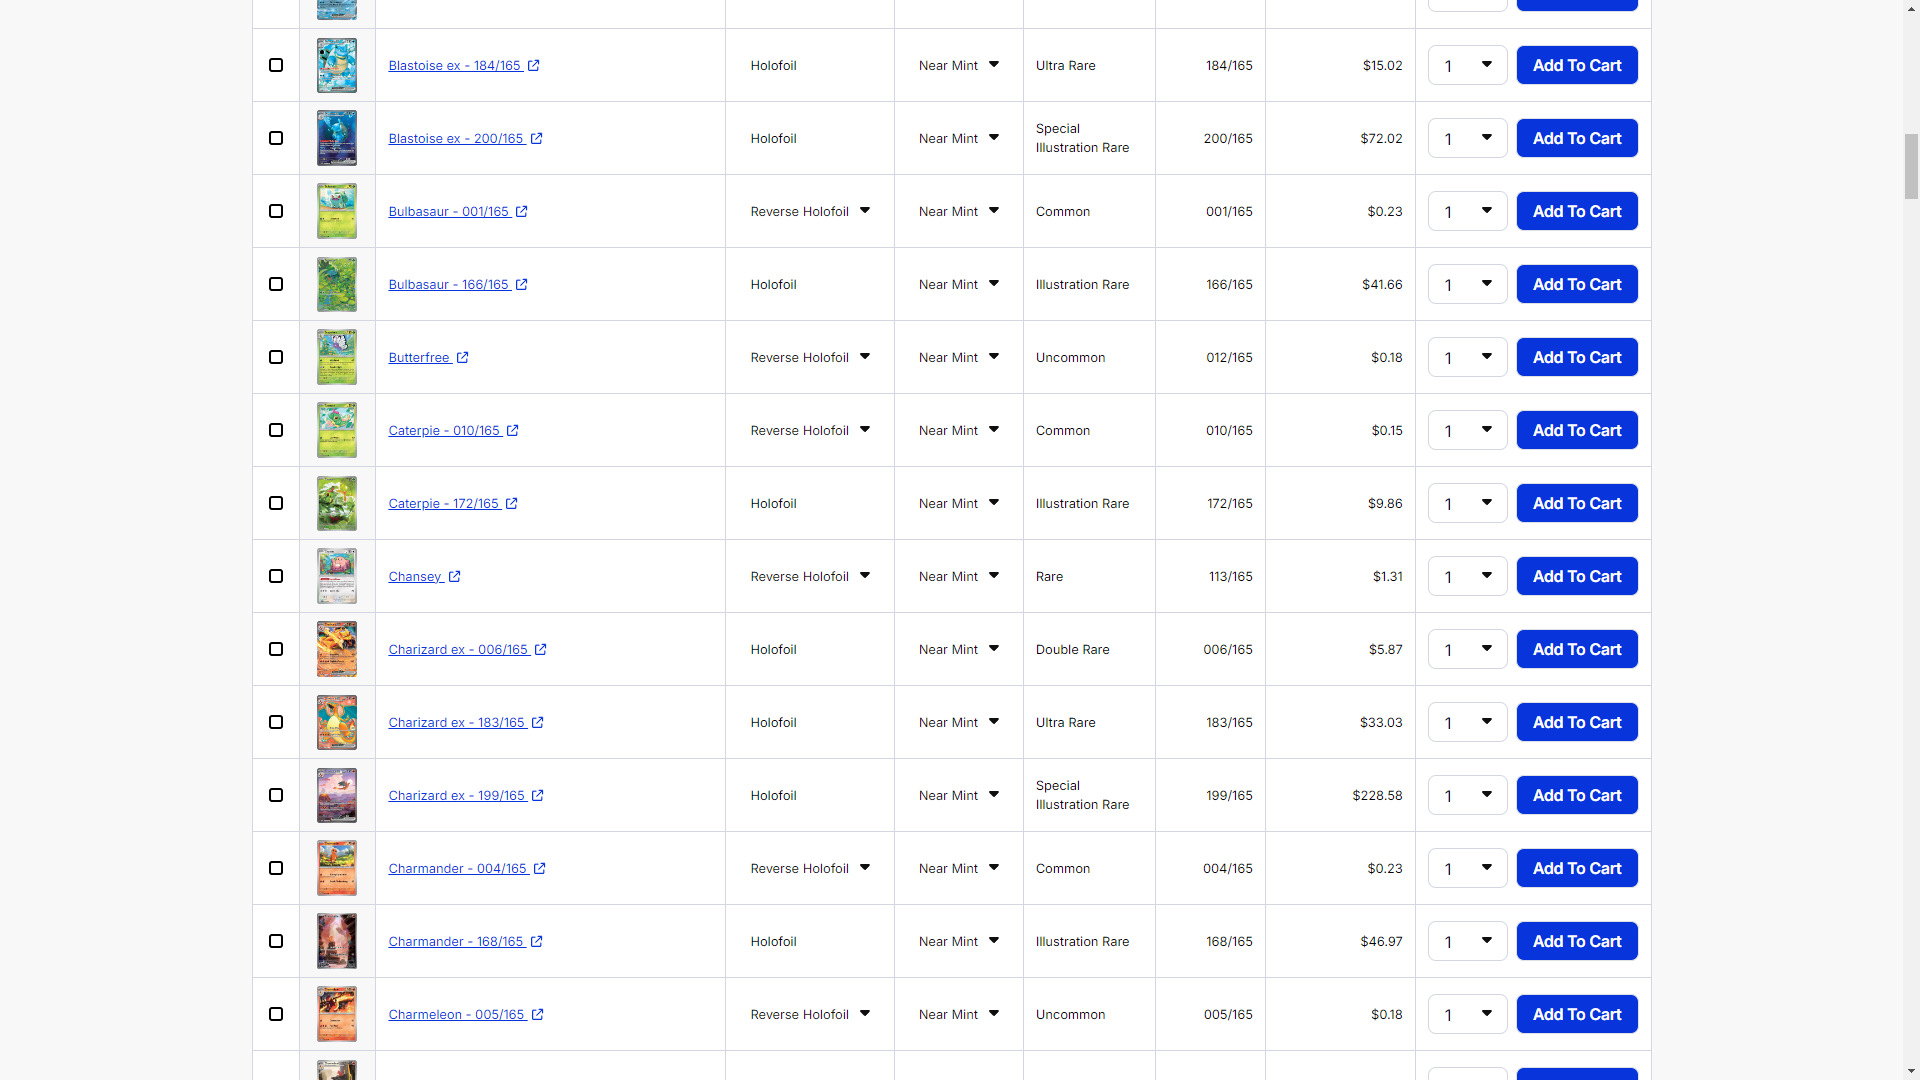 Blastoise ex - 184/165 Holofoil Near Mint Ultra Rare 184/165 $15.02 1 Add To Cart
Blastoise ex - 200/165 Holofoil Near Mint Special Illustration Rare 200/165 $72.02 1 Add To Cart
Bulbasaur - 001/165 Reverse Holofoil Near Mint Common 001/165 $0.23 1 Add To Cart
Bulbasaur - 166/165 Holofoil Near Mint Illustration Rare 166/165 $41.66 1 Add To Cart
Butterfree Reverse Holofoil Near Mint Uncommon 012/165 $0.18 1 Add To Cart
Caterpie - 010/165 Reverse Holofoil Near Mint Common 010/165 $0.15 1 Add To Cart
Caterpie - 172/165 Holofoil Near Mint Illustration Rare 172/165 $9.86 1 Add To Cart
Chansey Reverse Holofoil Near Mint Rare 113/165 $1.31 1 Add To Cart
Charizard ex - 006/165 Holofoil Near Mint Double Rare 006/165 $5.87 1 Add To Cart
Charizard ex - 183/165 Holofoil Near Mint Ultra Rare 183/165 $33.03 1 Add To Cart
Charizard ex - 199/165 Holofoil Near Mint Special Illustration Rare 199/165 $228.58 1 Add To Cart
Charmander - 004/165 Reverse Holofoil Near Mint Common 004/165 $0.23 1 Add To Cart
Charmander - 168/165 Holofoil Near Mint Illustration Rare 168/165 $46.97 1 Add To Cart
Charmeleon - 005/165 Reverse Holofoil Near Mint Uncommon 005/165 $0.18 1 Add To Cart